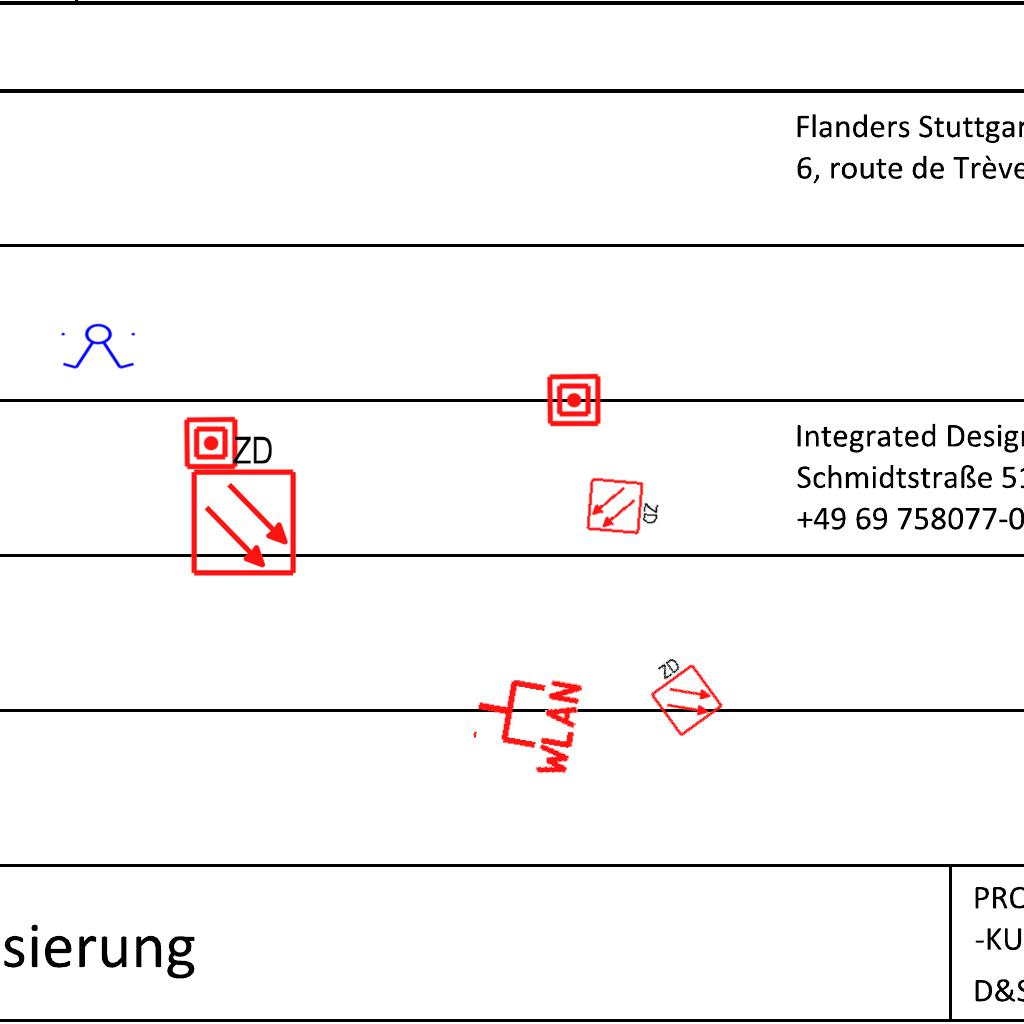 Flanders Stuttgar
6, route de Trève
ZD
Integrated Design
Schmidtstraße 51
+49 69 758077-0
ZD
ZD
WLAN
sierung
PRO
-KU
D&S